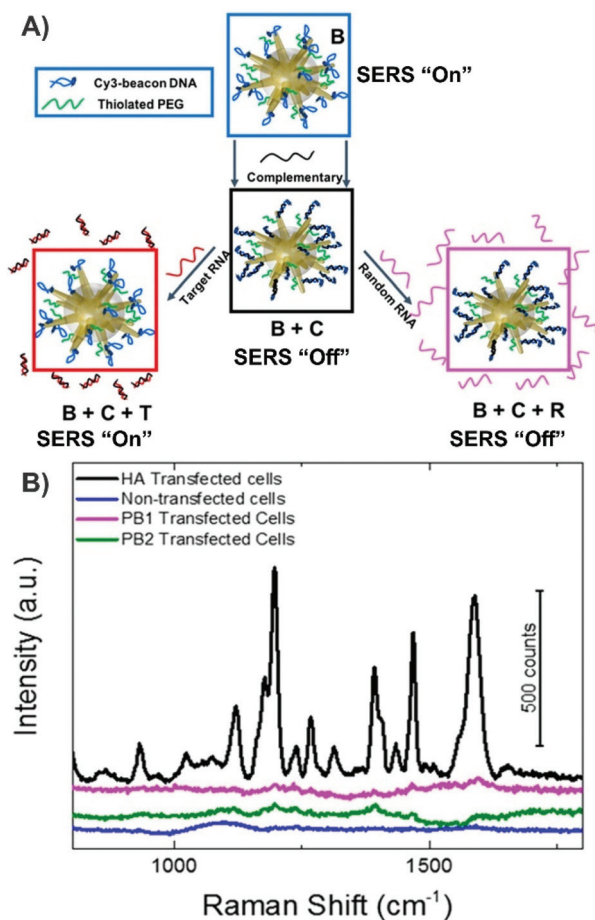 A)
B
SERS “On”
Cy3-beacon DNA
Thiolated PEG
Complementary
Target RNA
Random RNA
B + C
SERS “Off”
B + C + T
SERS “On”
B + C + R
SERS “Off”
B)
HA Transfected cells
Non-transfected cells
PB1 Transfected Cells
PB2 Transfected Cells
500 counts
Intensity (a.u.)
1000 1500
Raman Shift (cm⁻¹)